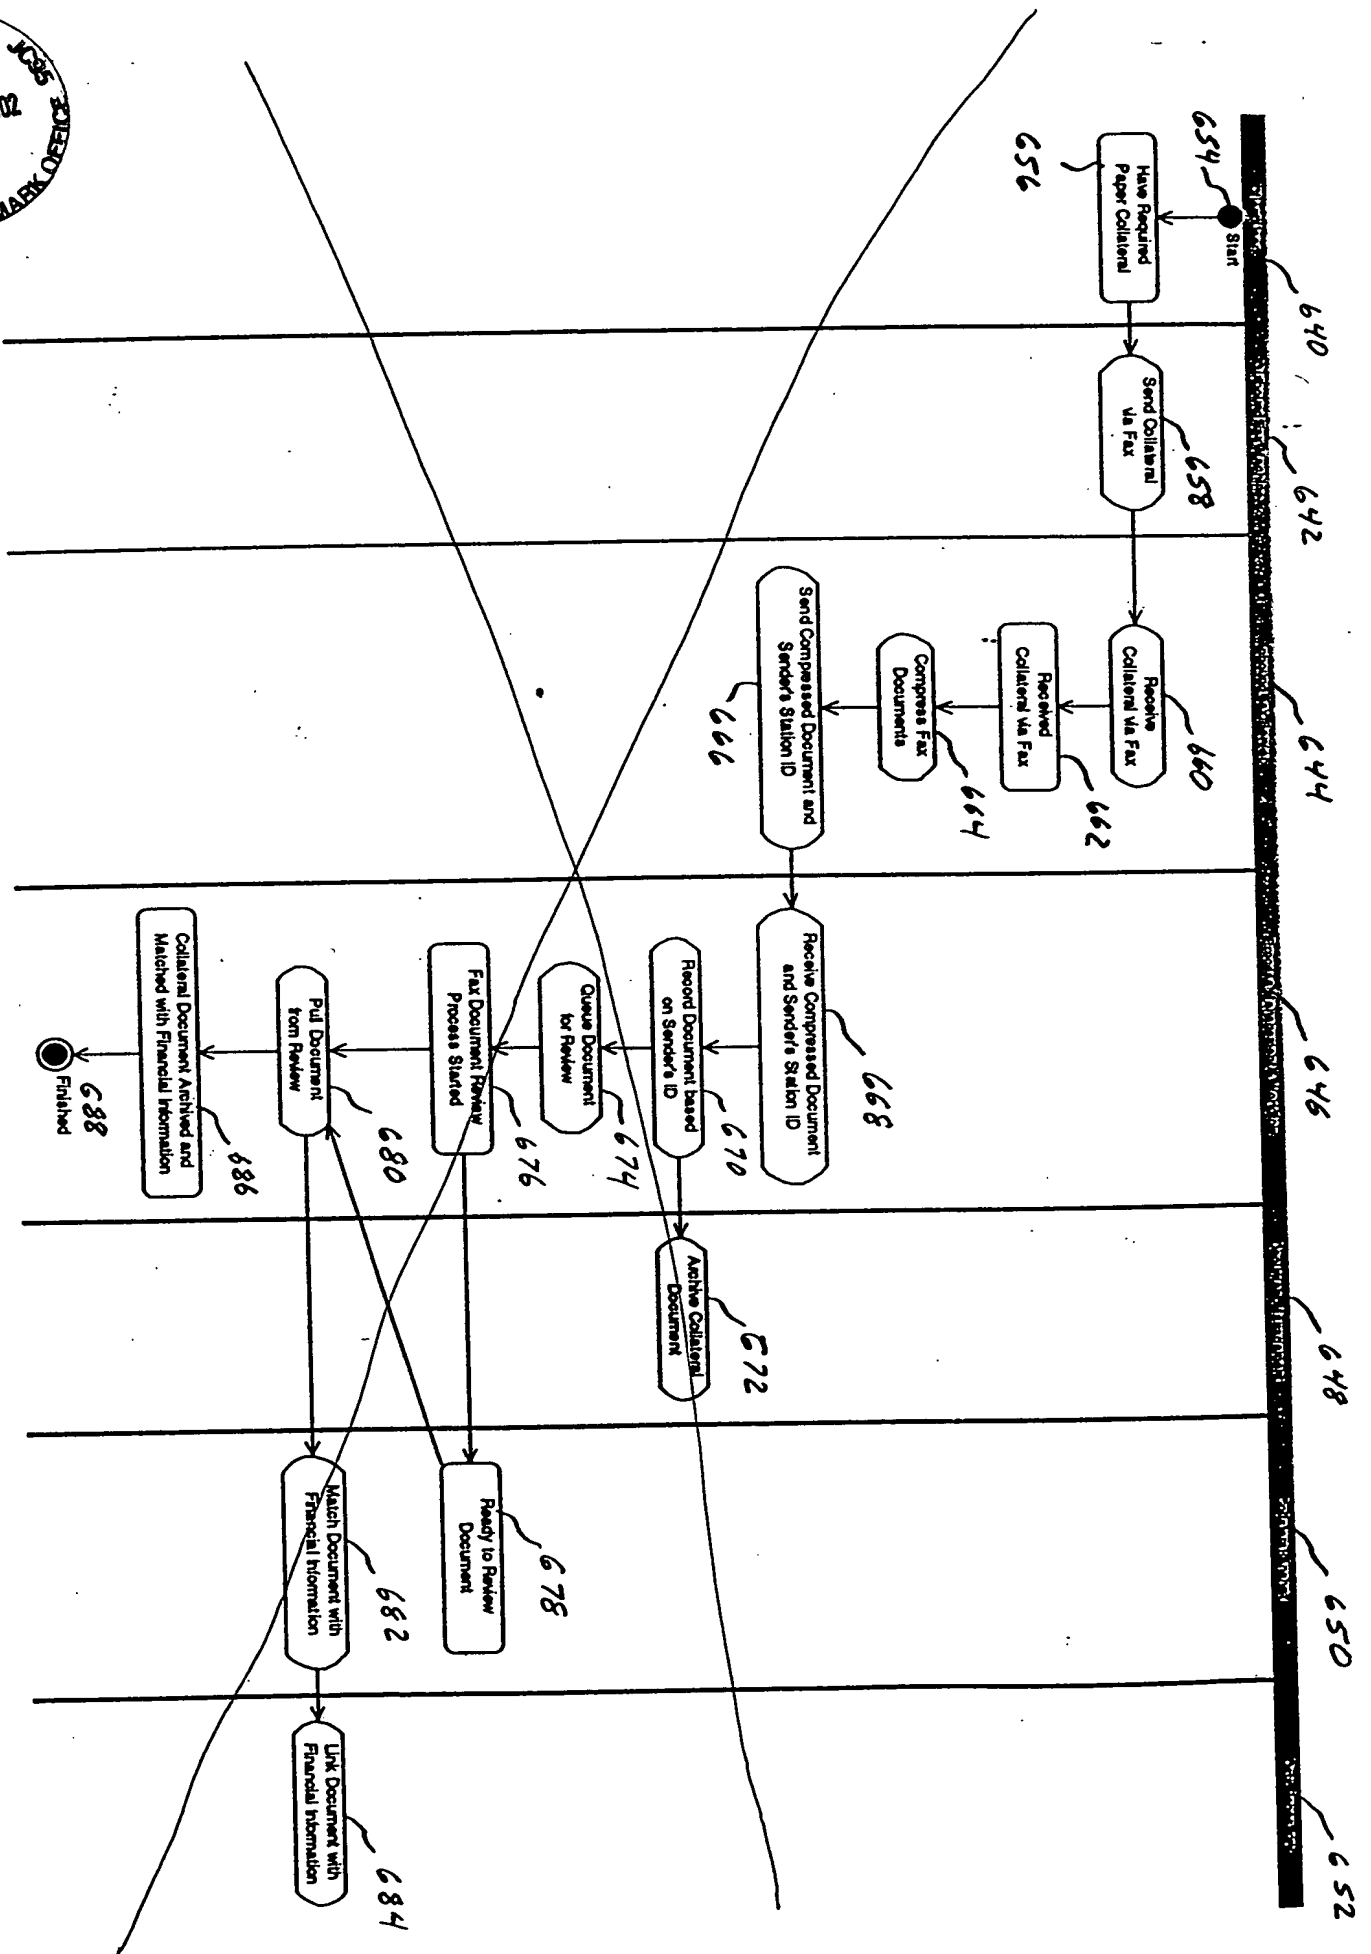 640
642
644
646
648
650
652
654
Start
656
Have Required
Paper Collateral
Send Collateral
via Fax
658
Receive
Collateral via Fax
660
Received
Collateral via Fax
662
Compress Fax
Documents
664
Send Compressed Document and
Sender's Station ID
666
Receive Compressed Document
and Sender's Station ID
668
Record Document based
on Sender's ID
670
Archive Collateral
Document
672
Queue Document
for Review
674
Fax Document Review
Process Started
676
Ready to Review
Document
678
Pull Document
from Review
680
Match Document with
Financial Information
682
Link Document with
Financial Information
684
Collateral Document Archived and
Matched with Financial Information
686
688
Finished
JC95
MARK OFFICE